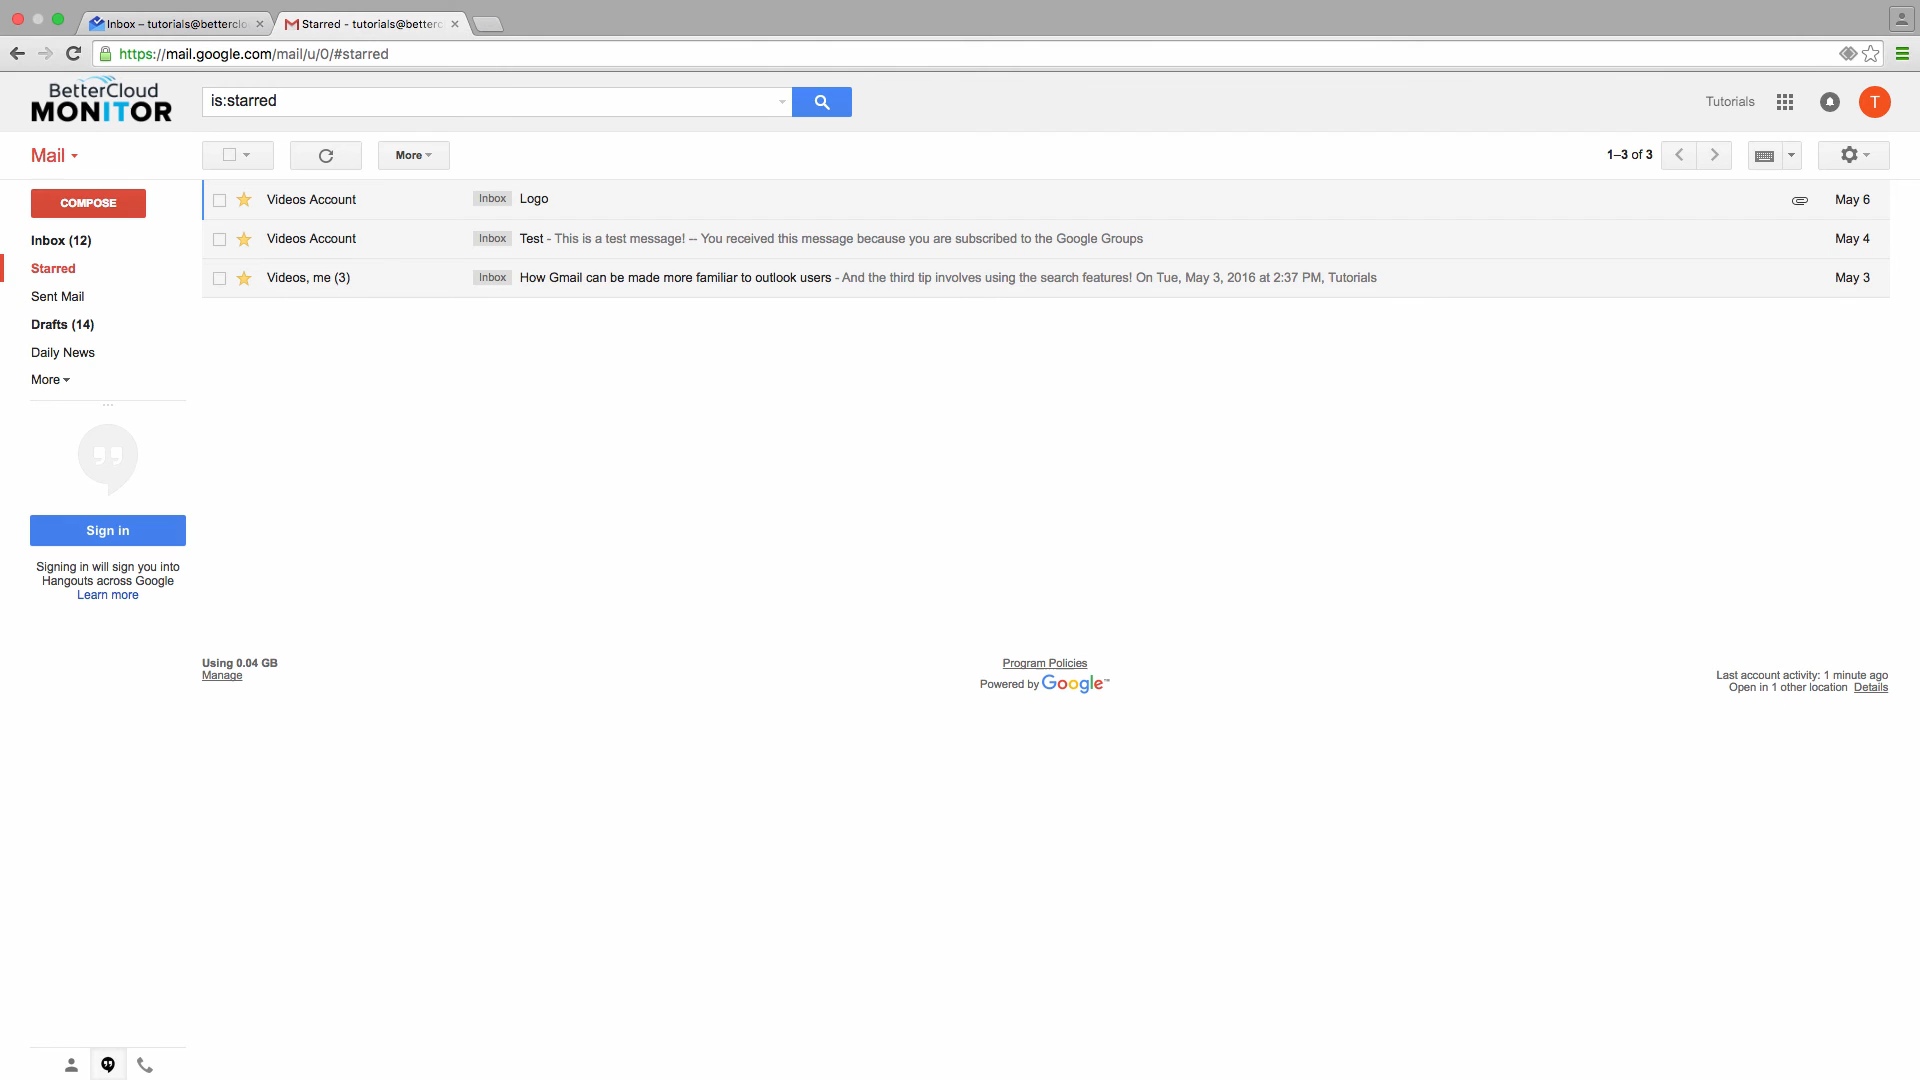 Inbox – tutorials@betterclo
Starred - tutorials@betterc
https://mail.google.com/mail/u/0/#starred
BetterCloud
MONITOR
is:starred
Tutorials
T
Mail
More
1–3 of 3
COMPOSE
Videos Account Inbox Logo May 6
Videos Account Inbox Test - This is a test message! -- You received this message because you are subscribed to the Google Groups May 4
Videos, me (3) Inbox How Gmail can be made more familiar to outlook users - And the third tip involves using the search features! On Tue, May 3, 2016 at 2:37 PM, Tutorials May 3
Inbox (12)
Starred
Sent Mail
Drafts (14)
Daily News
More
Sign in
Signing in will sign you into
Hangouts across Google
Learn more
Using 0.04 GB
Manage
Program Policies
Powered by Google™
Last account activity: 1 minute ago
Open in 1 other location Details